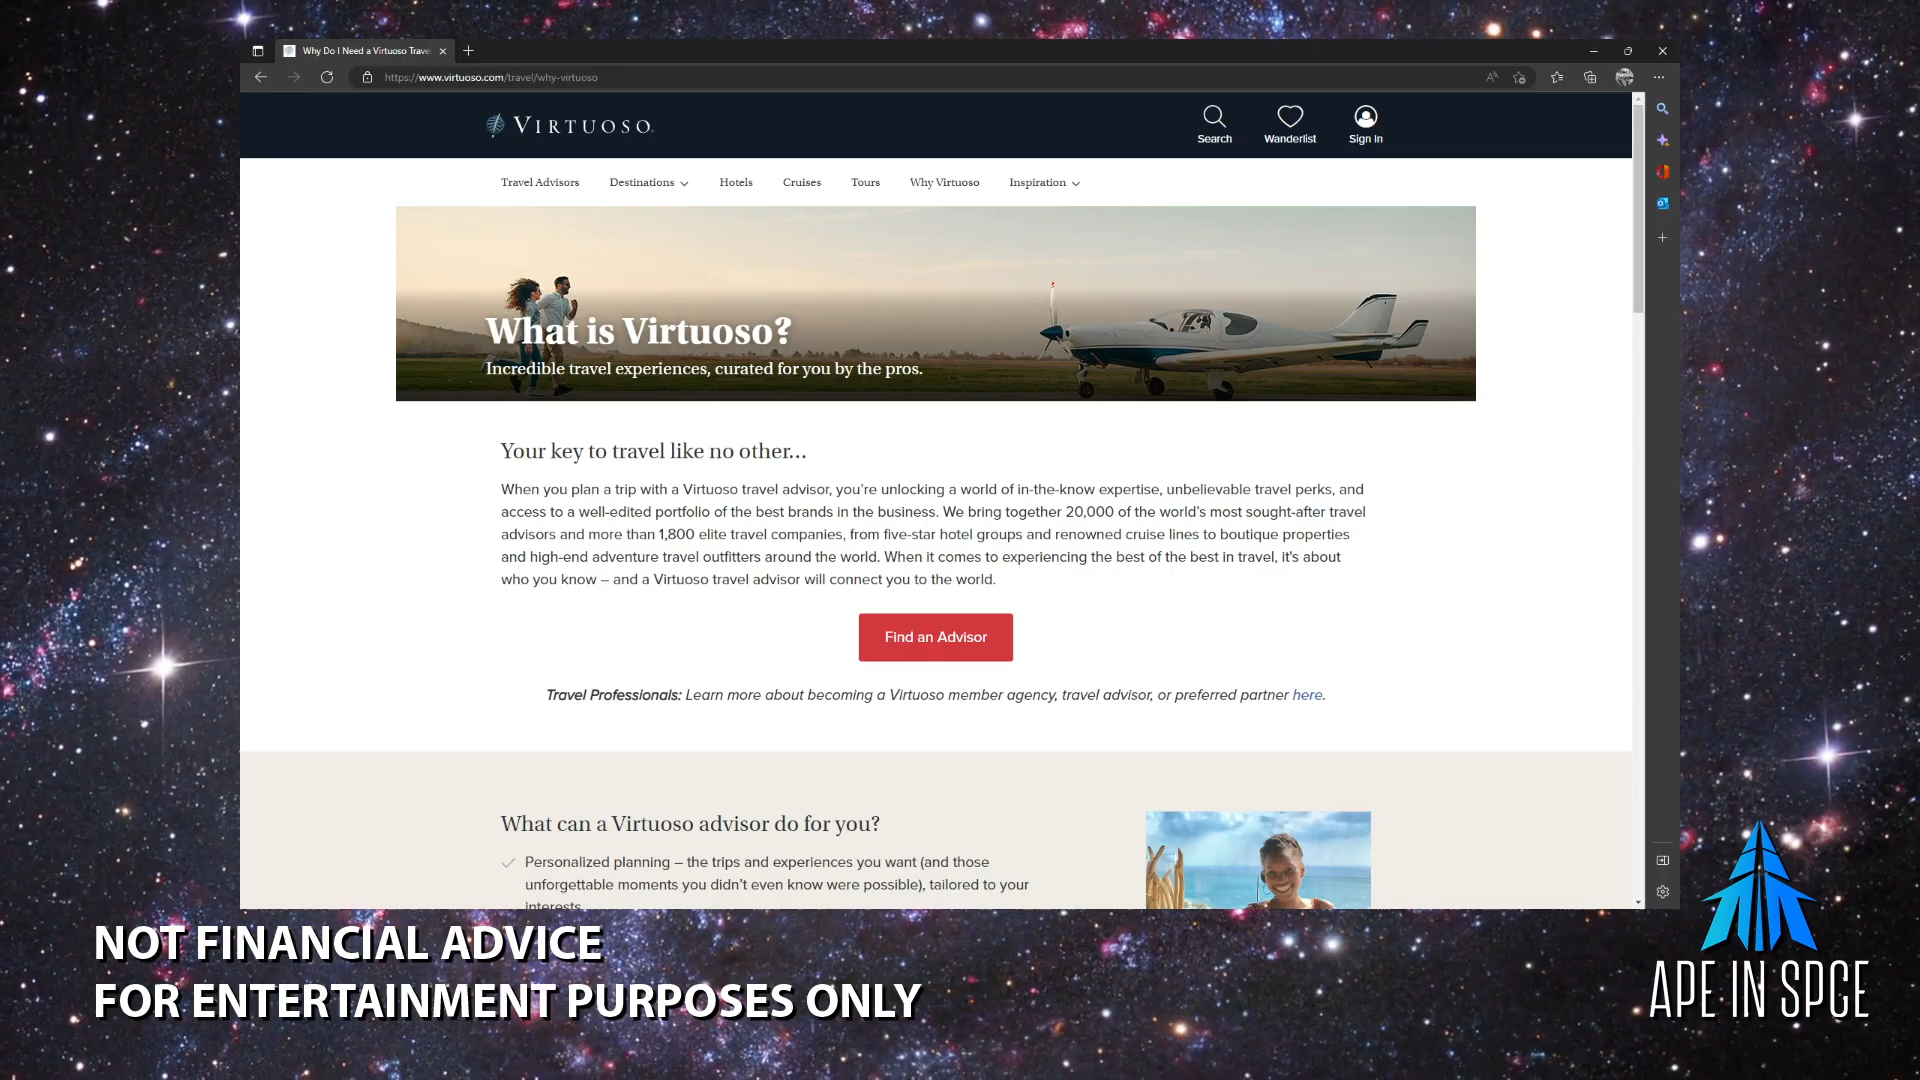 Why Do I Need a Virtuoso Trave
https://www.virtuoso.com/travel/why-virtuoso
VIRTUOSO
Search
Wanderlist
Sign In
Travel Advisors
Destinations
Hotels
Cruises
Tours
Why Virtuoso
Inspiration
What is Virtuoso?
Incredible travel experiences, curated for you by the pros.
Your key to travel like no other...
When you plan a trip with a Virtuoso travel advisor, you're unlocking a world of in-the-know expertise, unbelievable travel perks, and
access to a well-edited portfolio of the best brands in the business. We bring together 20,000 of the world's most sought-after travel
advisors and more than 1,800 elite travel companies, from five-star hotel groups and renowned cruise lines to boutique properties
and high-end adventure travel outfitters around the world. When it comes to experiencing the best of the best in travel, it's about
who you know – and a Virtuoso travel advisor will connect you to the world.
Find an Advisor
Travel Professionals: Learn more about becoming a Virtuoso member agency, travel advisor, or preferred partner here.
What can a Virtuoso advisor do for you?
Personalized planning – the trips and experiences you want (and those
unforgettable moments you didn't even know were possible), tailored to your
interests.
NOT FINANCIAL ADVICE
FOR ENTERTAINMENT PURPOSES ONLY
APE IN SPCE